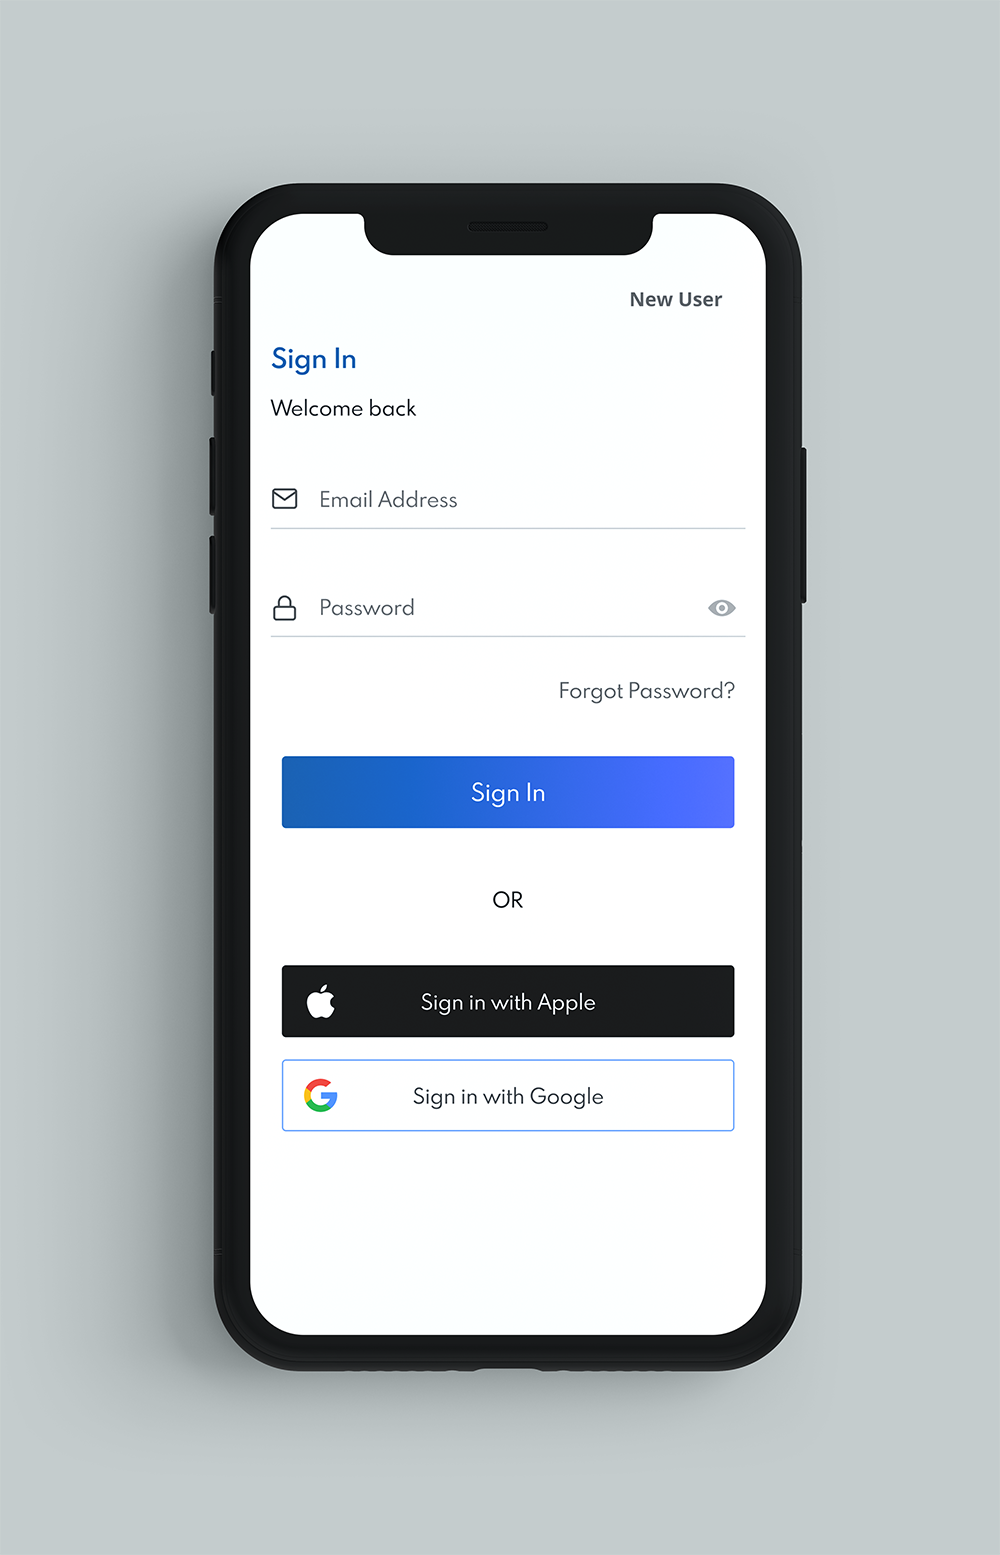 New User
Sign In
Welcome back
Email Address
Password
Forgot Password?
Sign In
OR
Sign in with Apple
Sign in with Google